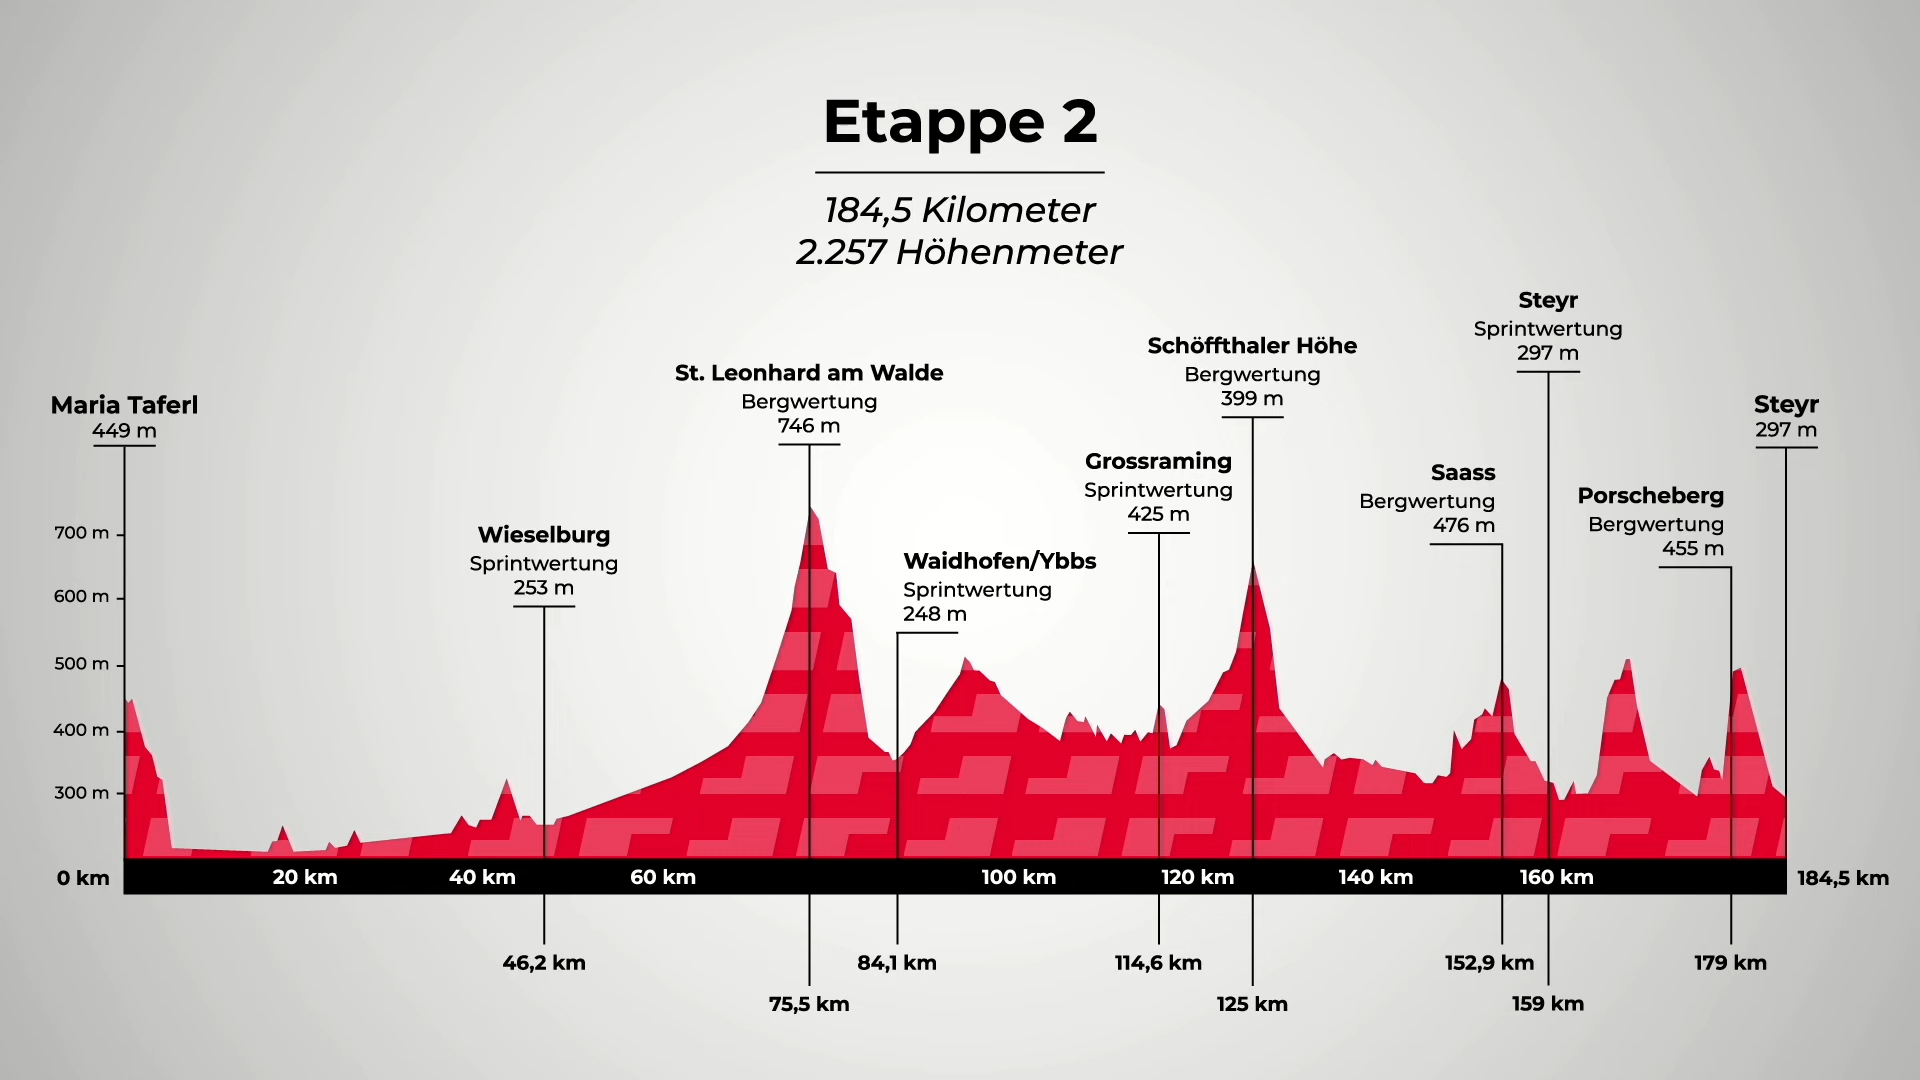 Etappe 2
184,5 Kilometer
2.257 Höhenmeter
Maria Taferl
449 m
Wieselburg
Sprintwertung
253 m
St. Leonhard am Walde
Bergwertung
746 m
Waidhofen/Ybbs
Sprintwertung
248 m
Grossraming
Sprintwertung
425 m
Schöffthaler Höhe
Bergwertung
399 m
Saass
Bergwertung
476 m
Steyr
Sprintwertung
297 m
Porscheberg
Bergwertung
455 m
Steyr
297 m
700 m
600 m
500 m
400 m
300 m
0 km
20 km
40 km
60 km
100 km
120 km
140 km
160 km
184,5 km
46,2 km
75,5 km
84,1 km
114,6 km
125 km
152,9 km
159 km
179 km